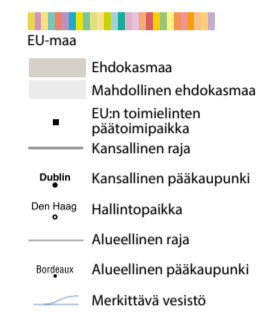 EU-maa
Ehdokasmaa
Mahdollinen ehdokasmaa
EU:n toimielinten
päätoimipaikka
Kansallinen raja
Dublin Kansallinen pääkaupunki
Den Haag Hallintopaikka
Alueellinen raja
Bordeaux Alueellinen pääkaupunki
Merkittävä vesistö